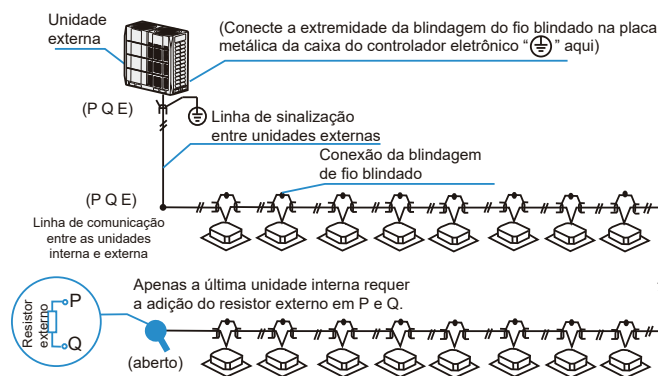 Unidade
externa
(Conecte a extremidade da blindagem do fio blindado na placa
metálica da caixa do controlador eletrônico “⏚” aqui)
(P Q E)
Linha de sinalização
entre unidades externas
Conexão da blindagem
de fio blindado
(P Q E)
Linha de comunicação
entre as unidades
interna e externa
Apenas a última unidade interna requer
a adição do resistor externo em P e Q.
Resistor
externo
P
Q
(aberto)